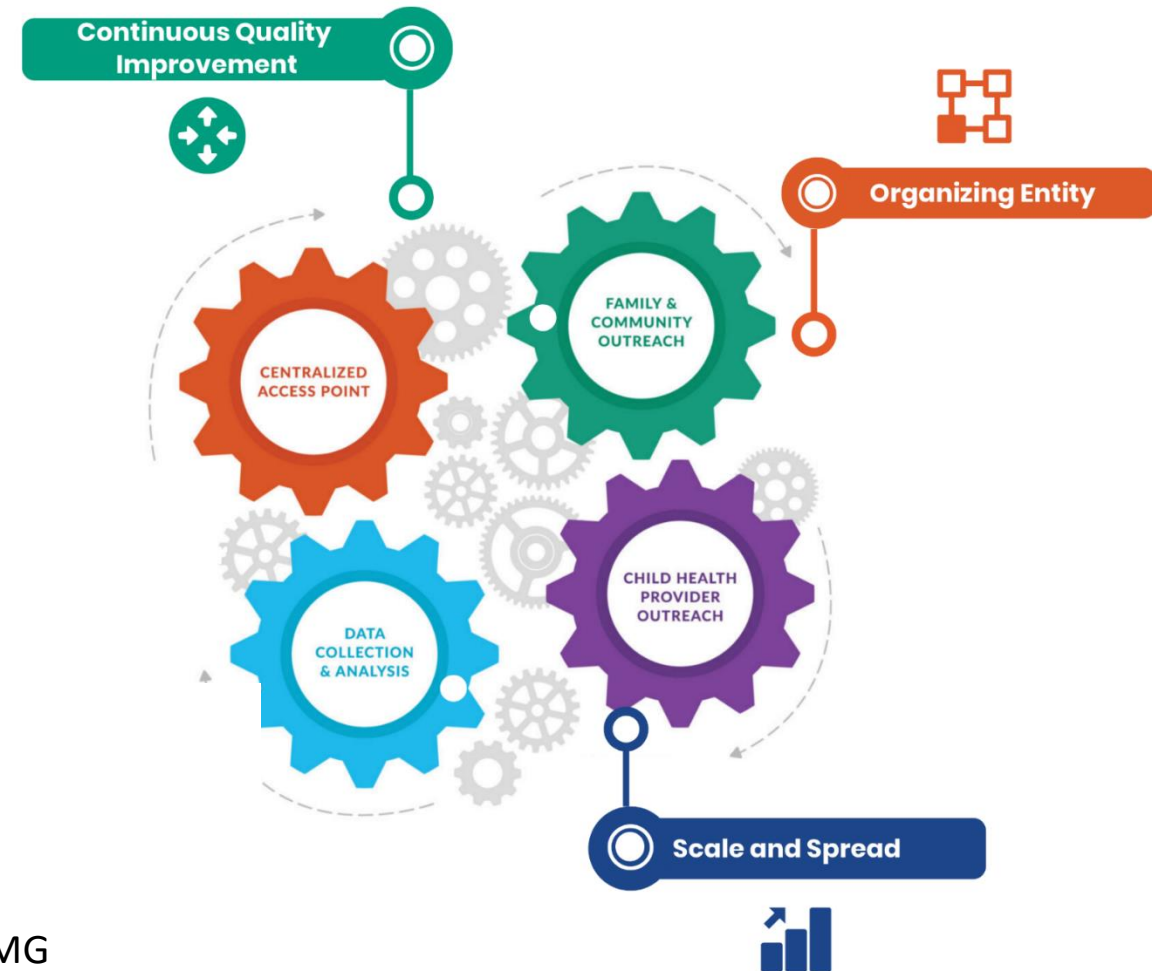 Continuous Quality
Improvement
Organizing Entity
FAMILY &
COMMUNITY
OUTREACH
CENTRALIZED
ACCESS POINT
CHILD HEALTH
PROVIDER
OUTREACH
DATA
COLLECTION
& ANALYSIS
Scale and Spread
MG